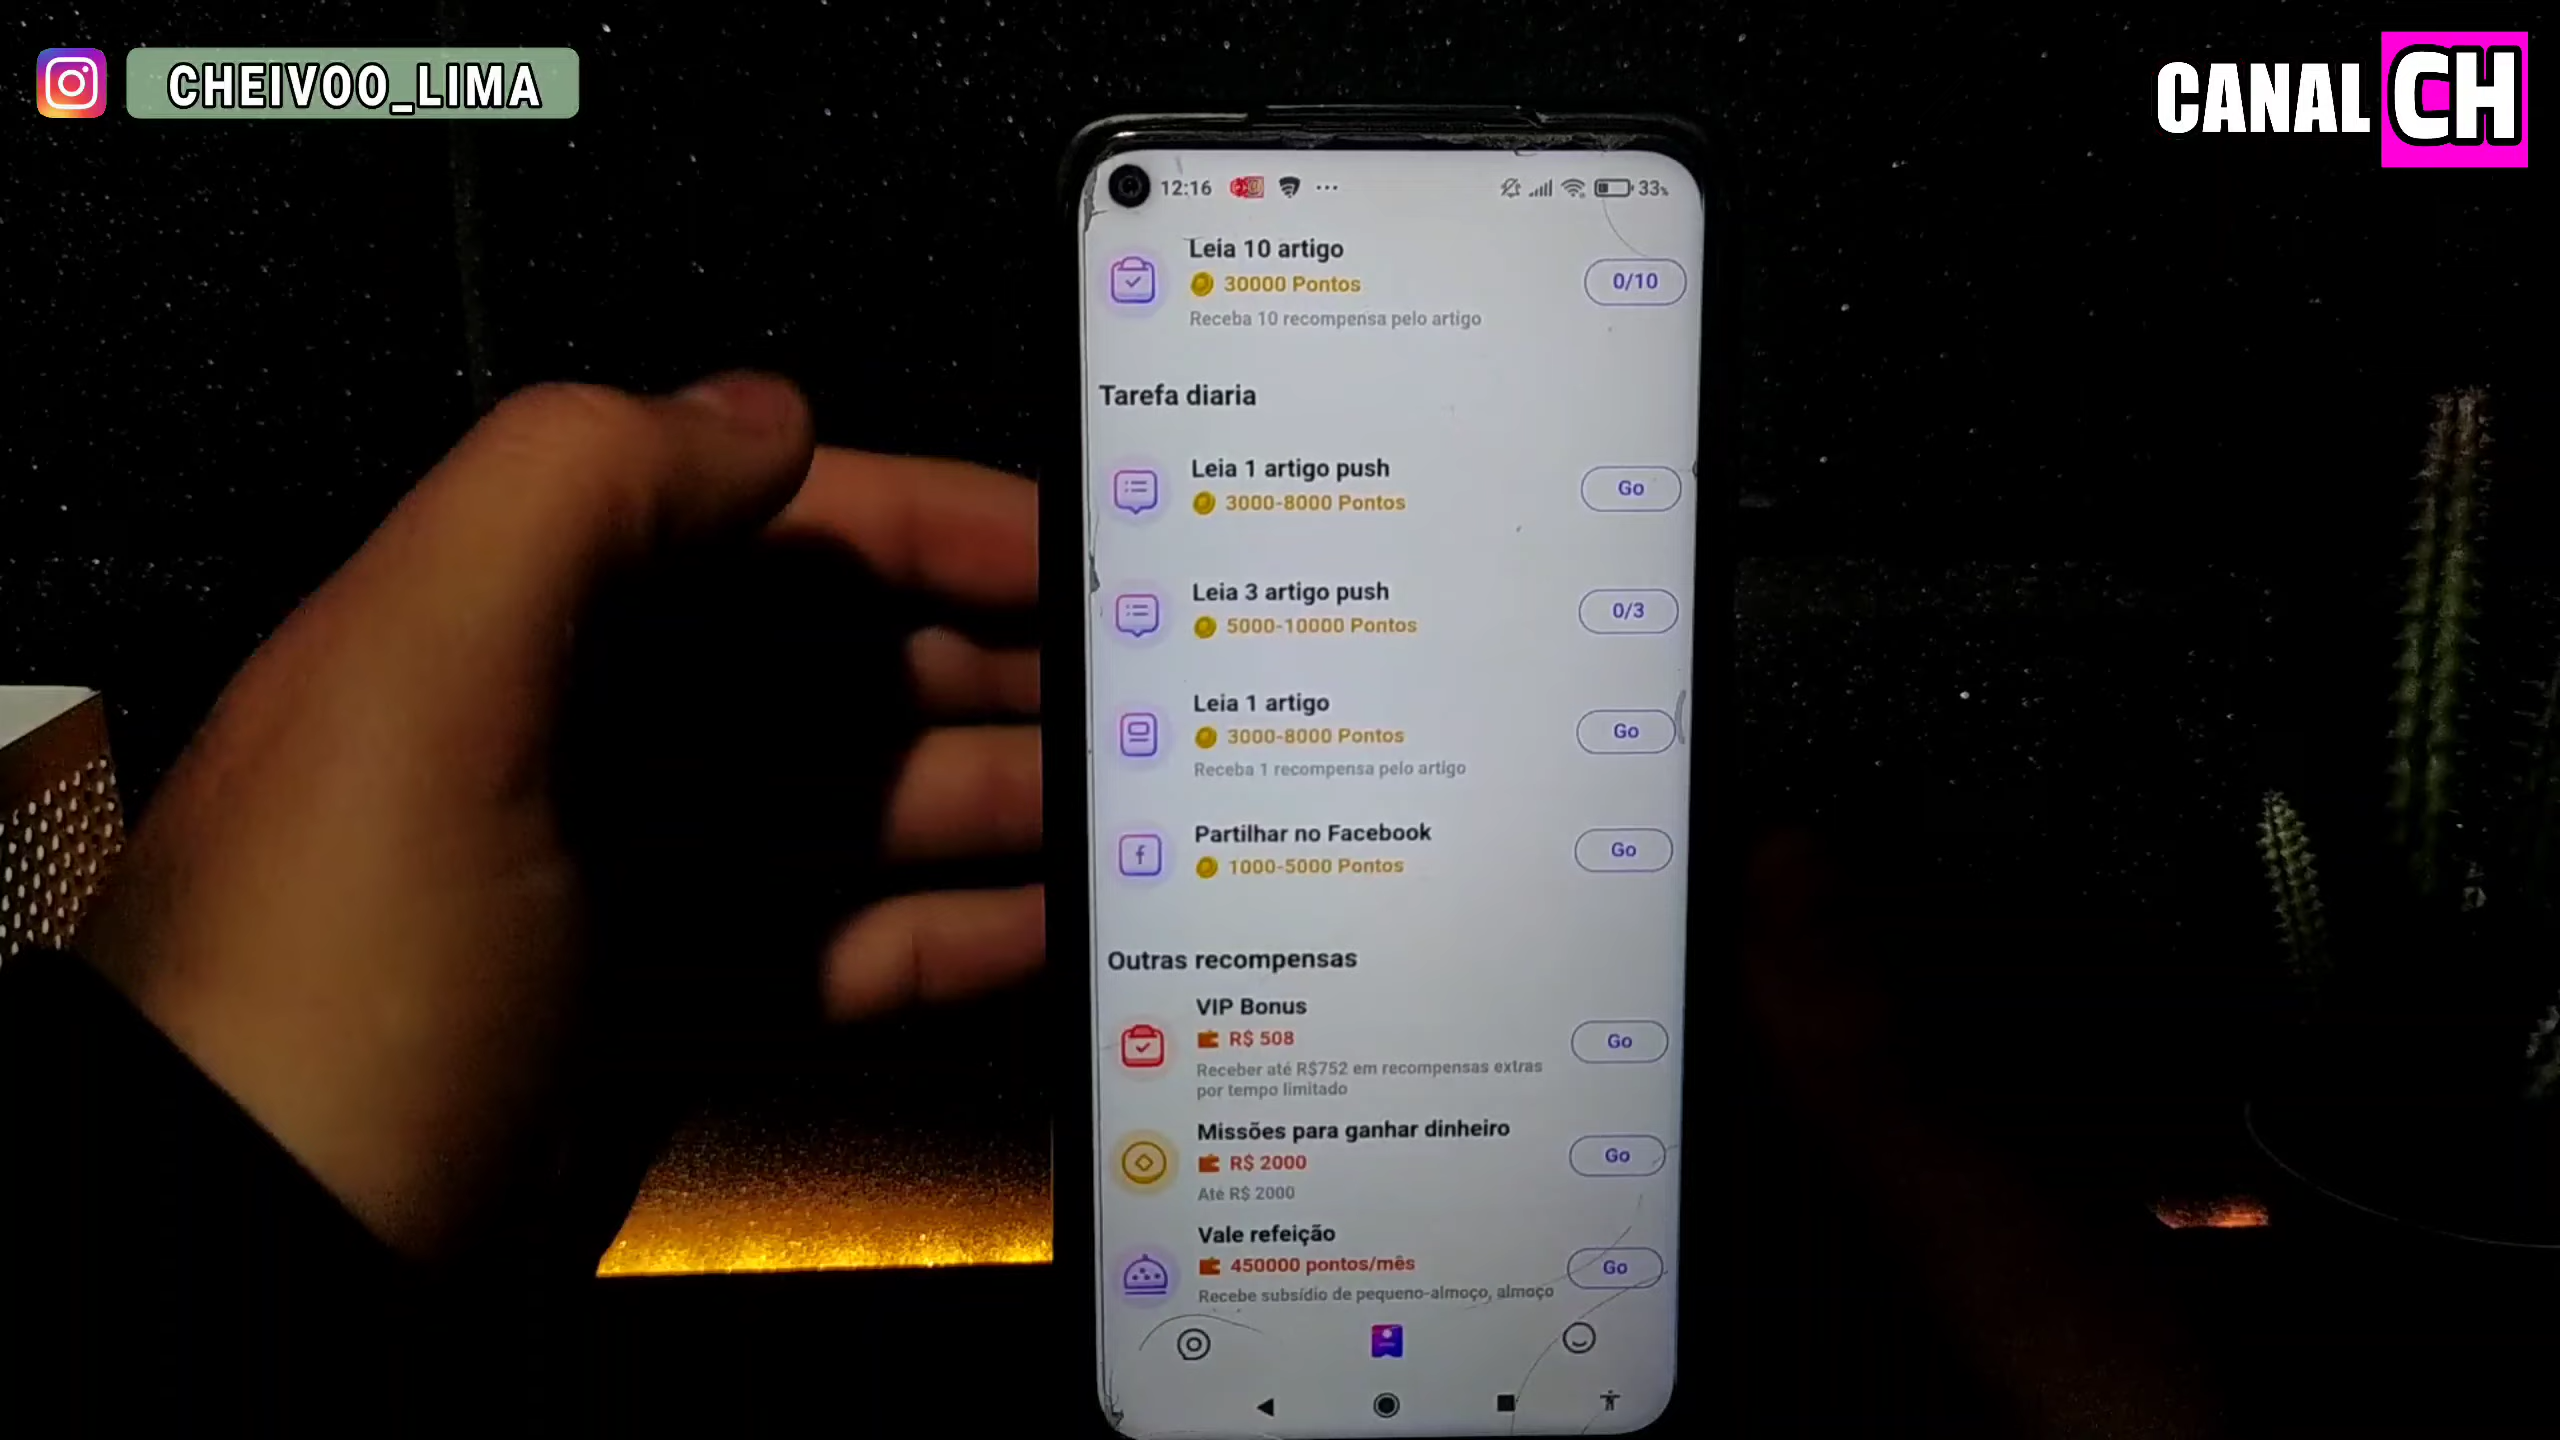 CHEIVOO_LIMA
CANAL CH
12:16
33%
Leia 10 artigo
30000 Pontos
0/10
Receba 10 recompensa pelo artigo
Tarefa diaria
Leia 1 artigo push
3000-8000 Pontos
Go
Leia 3 artigo push
5000-10000 Pontos
0/3
Leia 1 artigo
3000-8000 Pontos
Go
Receba 1 recompensa pelo artigo
Partilhar no Facebook
1000-5000 Pontos
Go
Outras recompensas
VIP Bonus
R$ 508
Go
Receber até R$752 em recompensas extras
por tempo limitado
Missões para ganhar dinheiro
R$ 2000
Go
Até R$ 2000
Vale refeição
450000 pontos/mês
Go
Recebe subsídio de pequeno-almoço, almoço